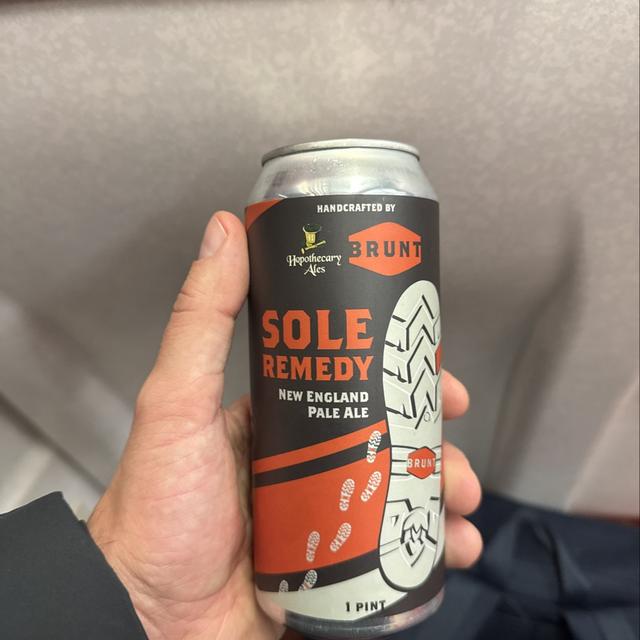 HANDCRAFTED BY
Hopothecary
Ales
BRUNT
SOLE
REMEDY
NEW ENGLAND
PALE ALE
BRUNT
1 PINT